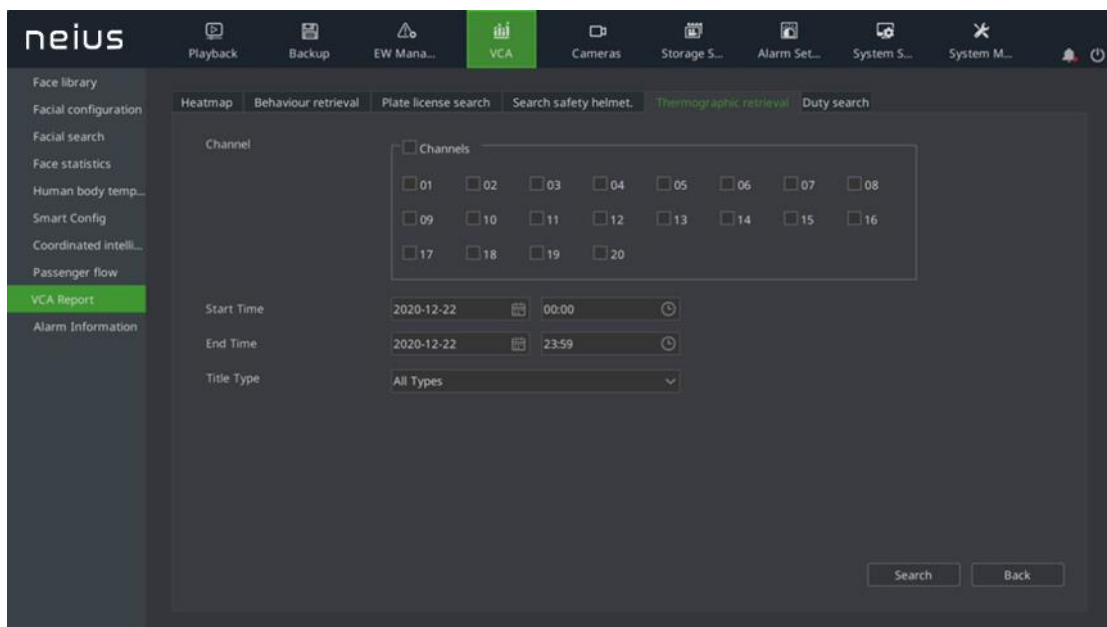 neius
Playback Backup EW Mana... VCA Cameras Storage S... Alarm Set... System S... System M...
Face library
Facial configuration
Facial search
Face statistics
Human body temp...
Smart Config
Coordinated intelli...
Passenger flow
VCA Report
Alarm Information
Heatmap Behaviour retrieval Plate license search Search safety helmet. Thermographic retrieval Duty search
Channel
Channels
01 02 03 04 05 06 07 08
09 10 11 12 13 14 15 16
17 18 19 20
Start Time 2020-12-22 00:00
End Time 2020-12-22 23:59
Title Type All Types
Search Back